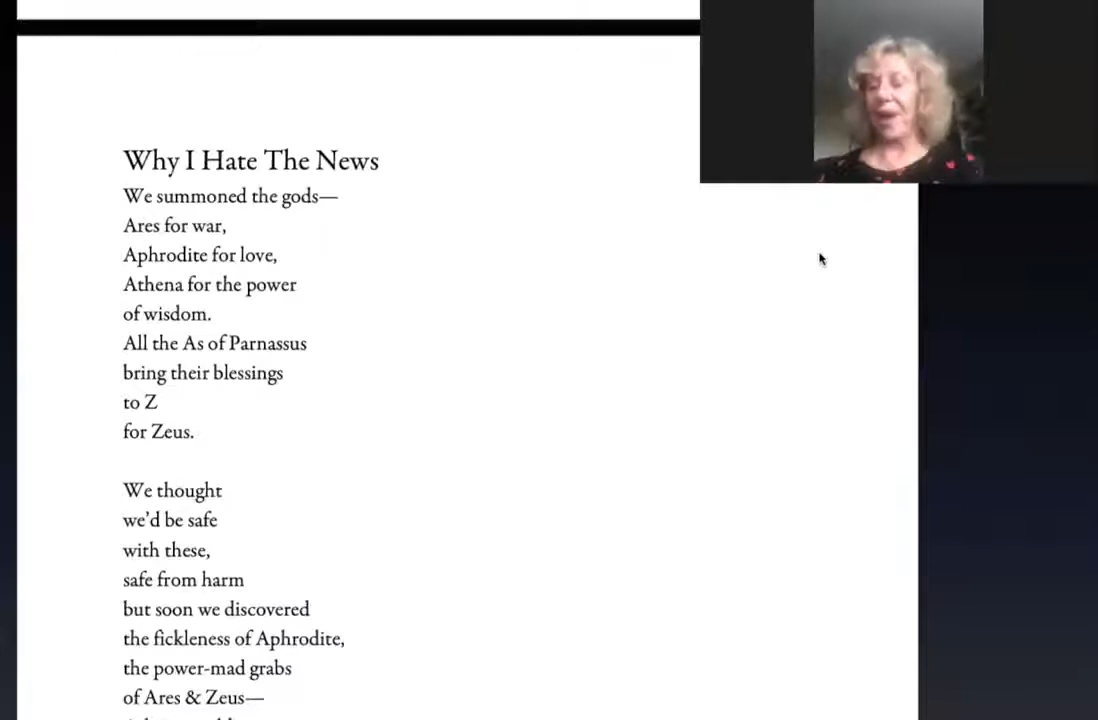 Why I Hate The News
We summoned the gods—
Ares for war,
Aphrodite for love,
Athena for the power
of wisdom.
All the As of Parnassus
bring their blessings
to Z
for Zeus.
We thought
we'd be safe
with these,
safe from harm
but soon we discovered
the fickleness of Aphrodite,
the power-mad grabs
of Ares & Zeus—